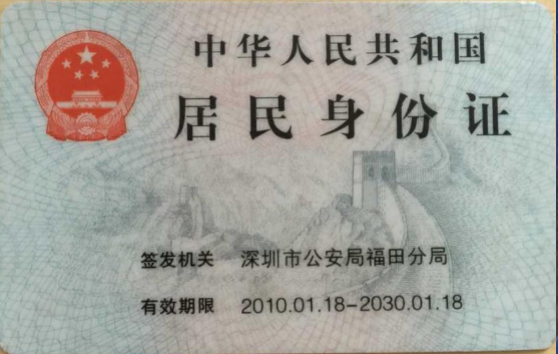 中华人民共和国
居民身份证
签发机关 深圳市公安局福田分局
有效期限 2010.01.18-2030.01.18